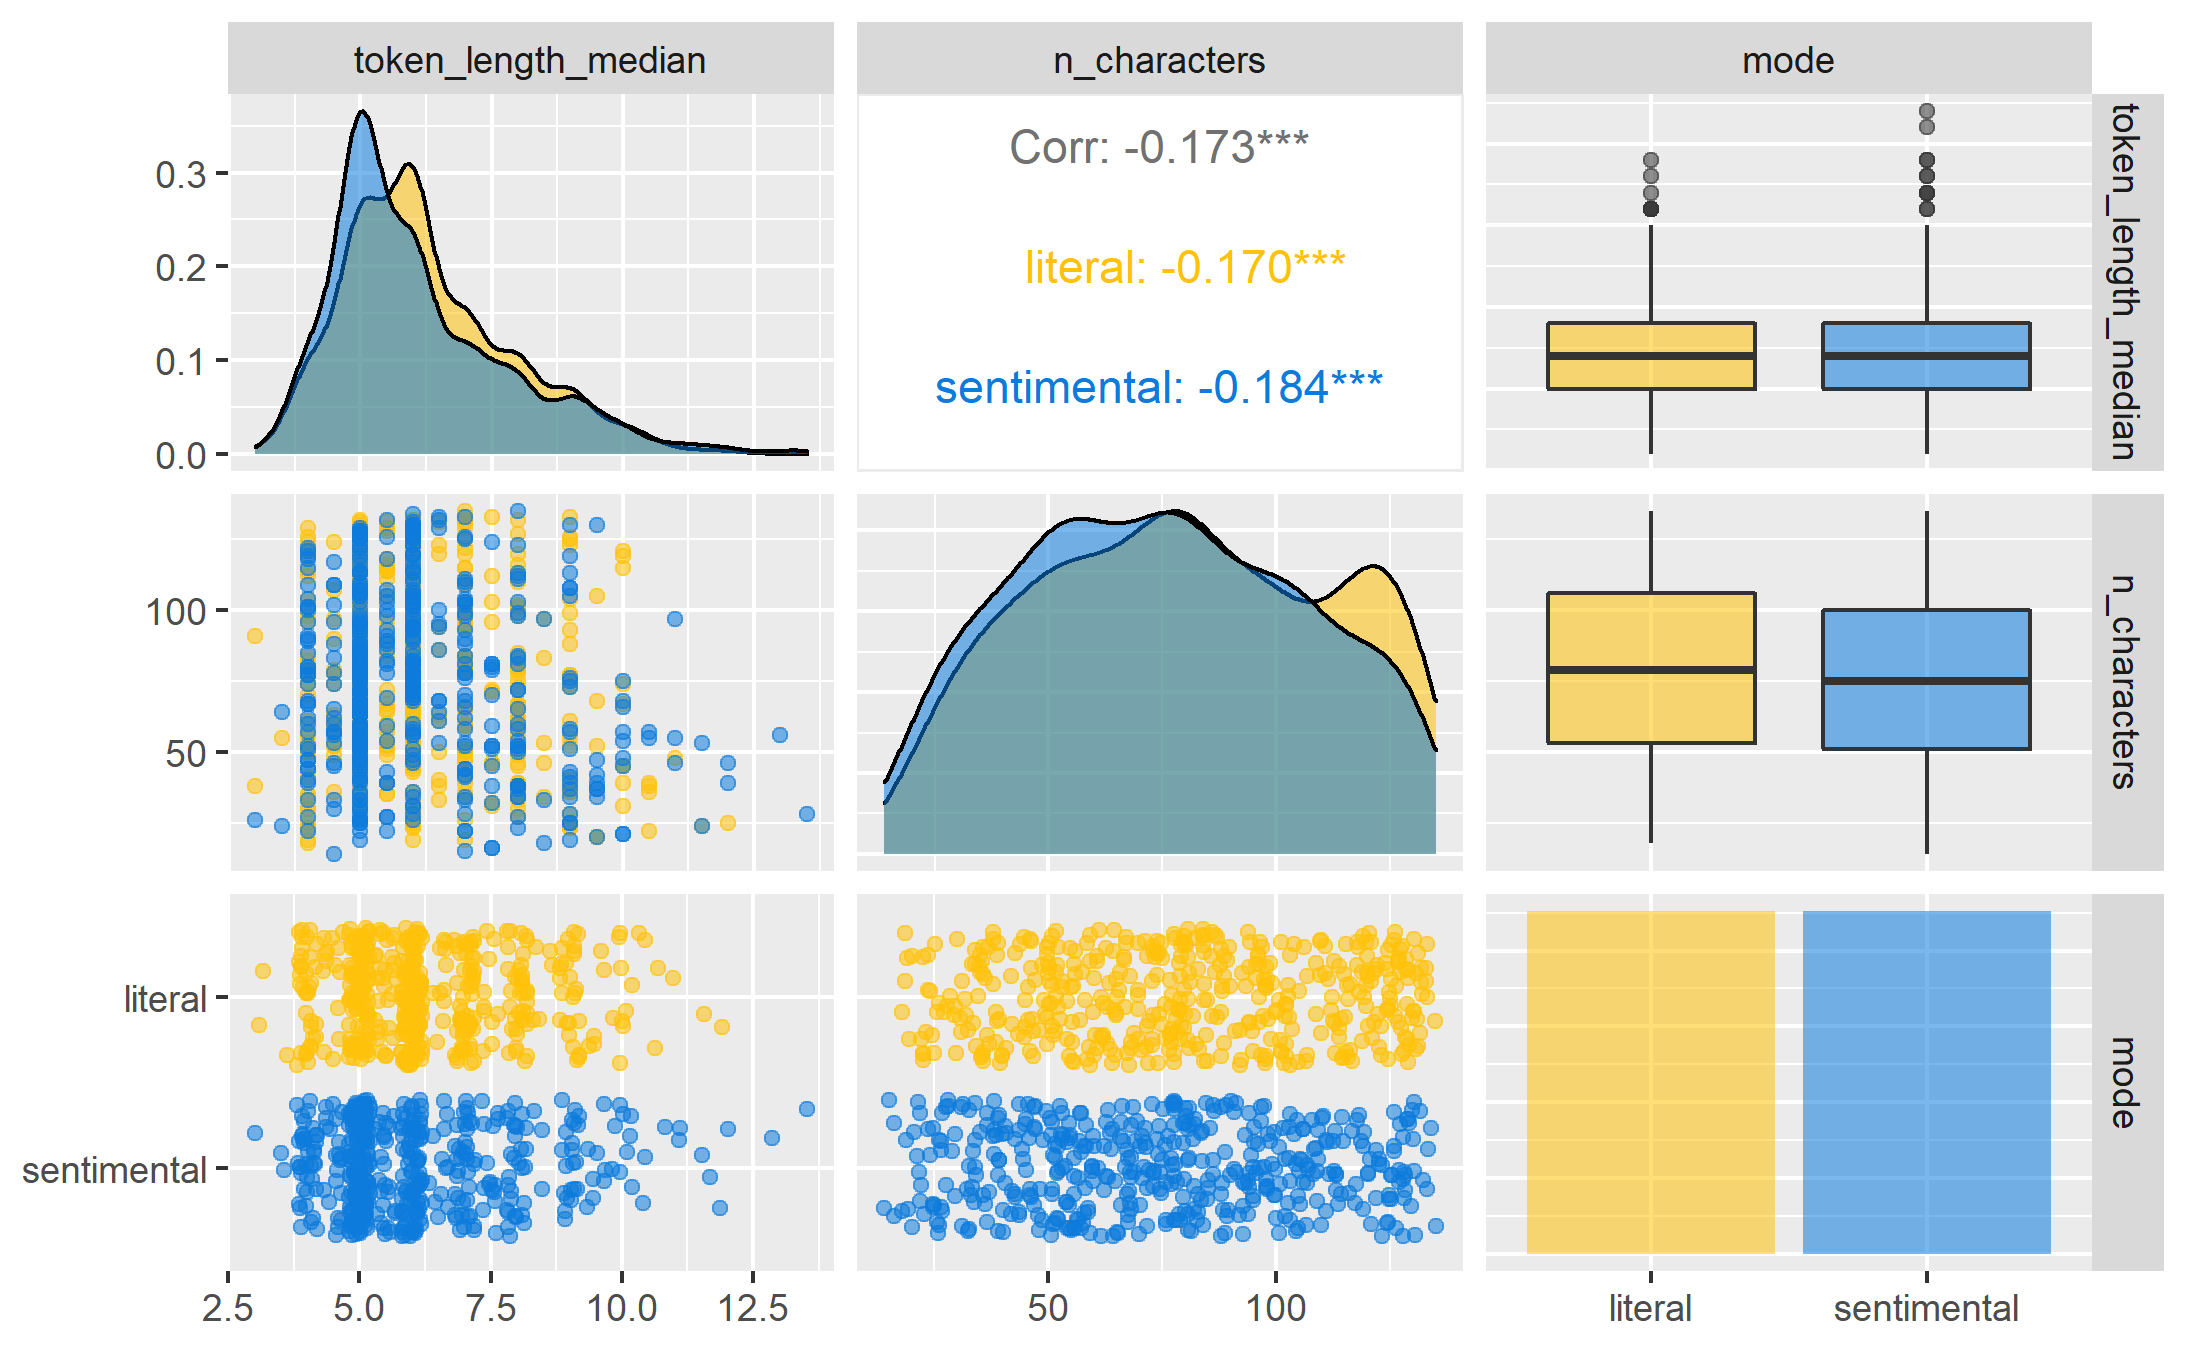 token_length_median
n_characters
mode
0.3
0.2
0.1
0.0
Corr: -0.173***
literal: -0.170***
sentimental: -0.184***
token_length_median
100
50
n_characters
literal
sentimental
mode
2.5 5.0 7.5 10.0 12.5
50 100
literal sentimental